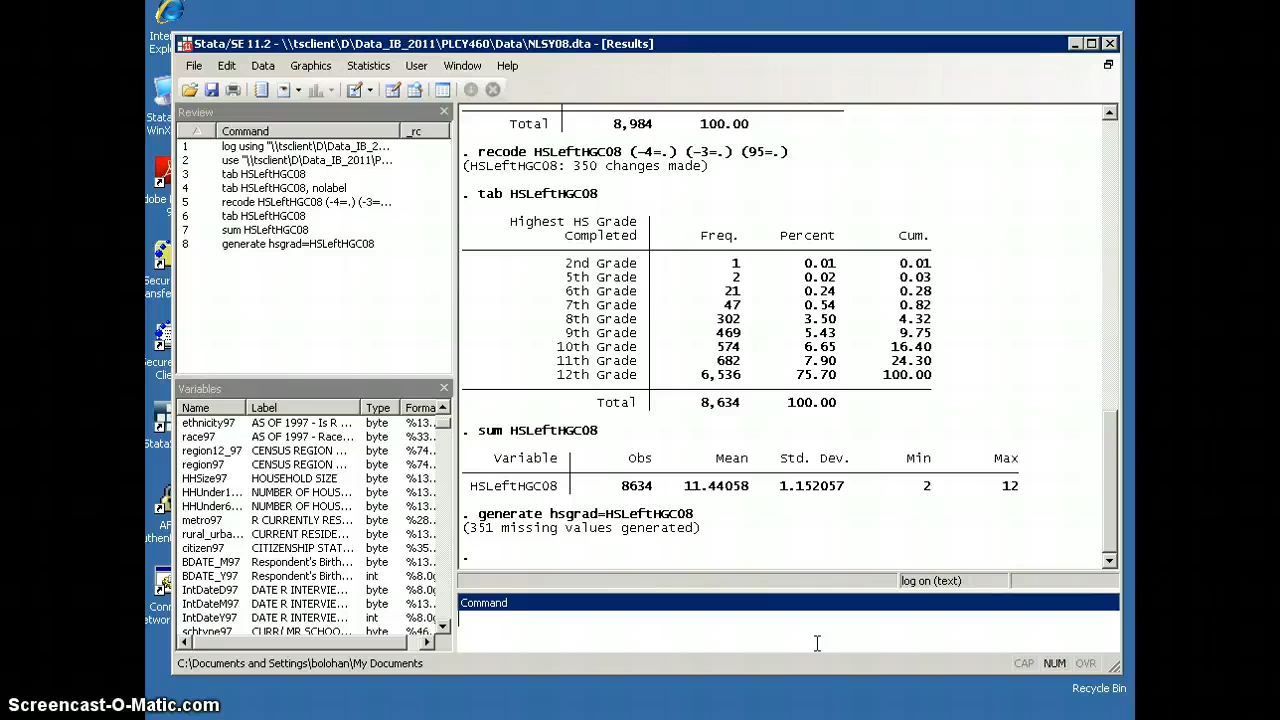 Inte
Expl
Stata/SE 11.2 - \\tsclient\D\Data_IB_2011\PLCY460\Data\NLSY08.dta - [Results]
File Edit Data Graphics Statistics User Window Help
Review
Command _rc
1 log using "\\tsclient\D\Data_IB_2...
2 use "\\tsclient\D\Data_IB_2011\P...
3 tab HSLeftHGC08
4 tab HSLeftHGC08, nolabel
5 recode HSLeftHGC08 (-4=.) (-3=...
6 tab HSLeftHGC08
7 sum HSLeftHGC08
8 generate hsgrad=HSLeftHGC08
Variables
Name Label Type Forma
ethnicity97 AS OF 1997 - Is R ... byte %13...
race97 AS OF 1997 - Race... byte %33...
region12_97 CENSUS REGION ... byte %74...
region97 CENSUS REGION ... byte %74...
HHSize97 HOUSEHOLD SIZE byte %13...
HHUnder1... NUMBER OF HOUS... byte %13...
HHUnder6... NUMBER OF HOUS... byte %13...
metro97 R CURRENTLY RES... byte %28...
rural_urba... CURRENT RESIDE... byte %13...
citizen97 CITIZENSHIP STAT... byte %35...
BDATE_M97 Respondent's Birth... byte %13...
BDATE_Y97 Respondent's Birth... int %8.0g
IntDateD97 DATE R INTERVIE... byte %8.0g
IntDateM97 DATE R INTERVIE... byte %13...
IntDateY97 DATE R INTERVIE... int %8.0g
schtype97 byte %46...
Total 8,984 100.00
. recode HSLeftHGC08 (-4=.) (-3=.) (95=.)
(HSLeftHGC08: 350 changes made)
. tab HSLeftHGC08
Highest HS Grade
Completed Freq. Percent Cum.
2nd Grade 1 0.01 0.01
5th Grade 2 0.02 0.03
6th Grade 21 0.24 0.28
7th Grade 47 0.54 0.82
8th Grade 302 3.50 4.32
9th Grade 469 5.43 9.75
10th Grade 574 6.65 16.40
11th Grade 682 7.90 24.30
12th Grade 6,536 75.70 100.00
Total 8,634 100.00
. sum HSLeftHGC08
Variable Obs Mean Std. Dev. Min Max
HSLeftHGC08 8634 11.44058 1.152057 2 12
. generate hsgrad=HSLeftHGC08
(351 missing values generated)
.
log on (text)
Command
C:\Documents and Settings\bolohan\My Documents
CAP NUM OVR
Recycle Bin
Screencast-O-Matic.com